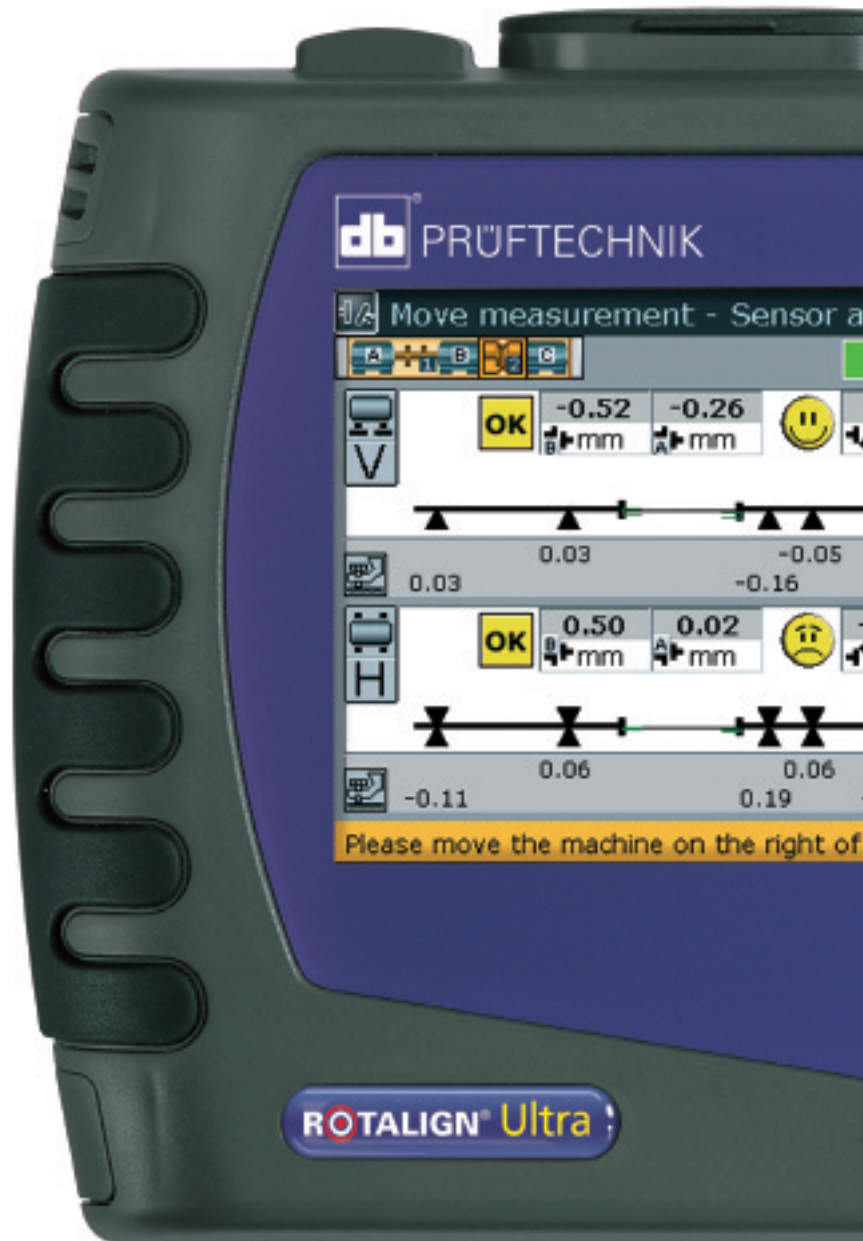 db® PRÜFTECHNIK
Move measurement - Sensor a
A 1 B 2 C
V OK -0.52 -0.26
B mm A mm
0.03 -0.05
0.03 -0.16
H OK 0.50 0.02
B mm A mm
0.06 0.06
-0.11 0.19
Please move the machine on the right of
ROTALIGN® Ultra